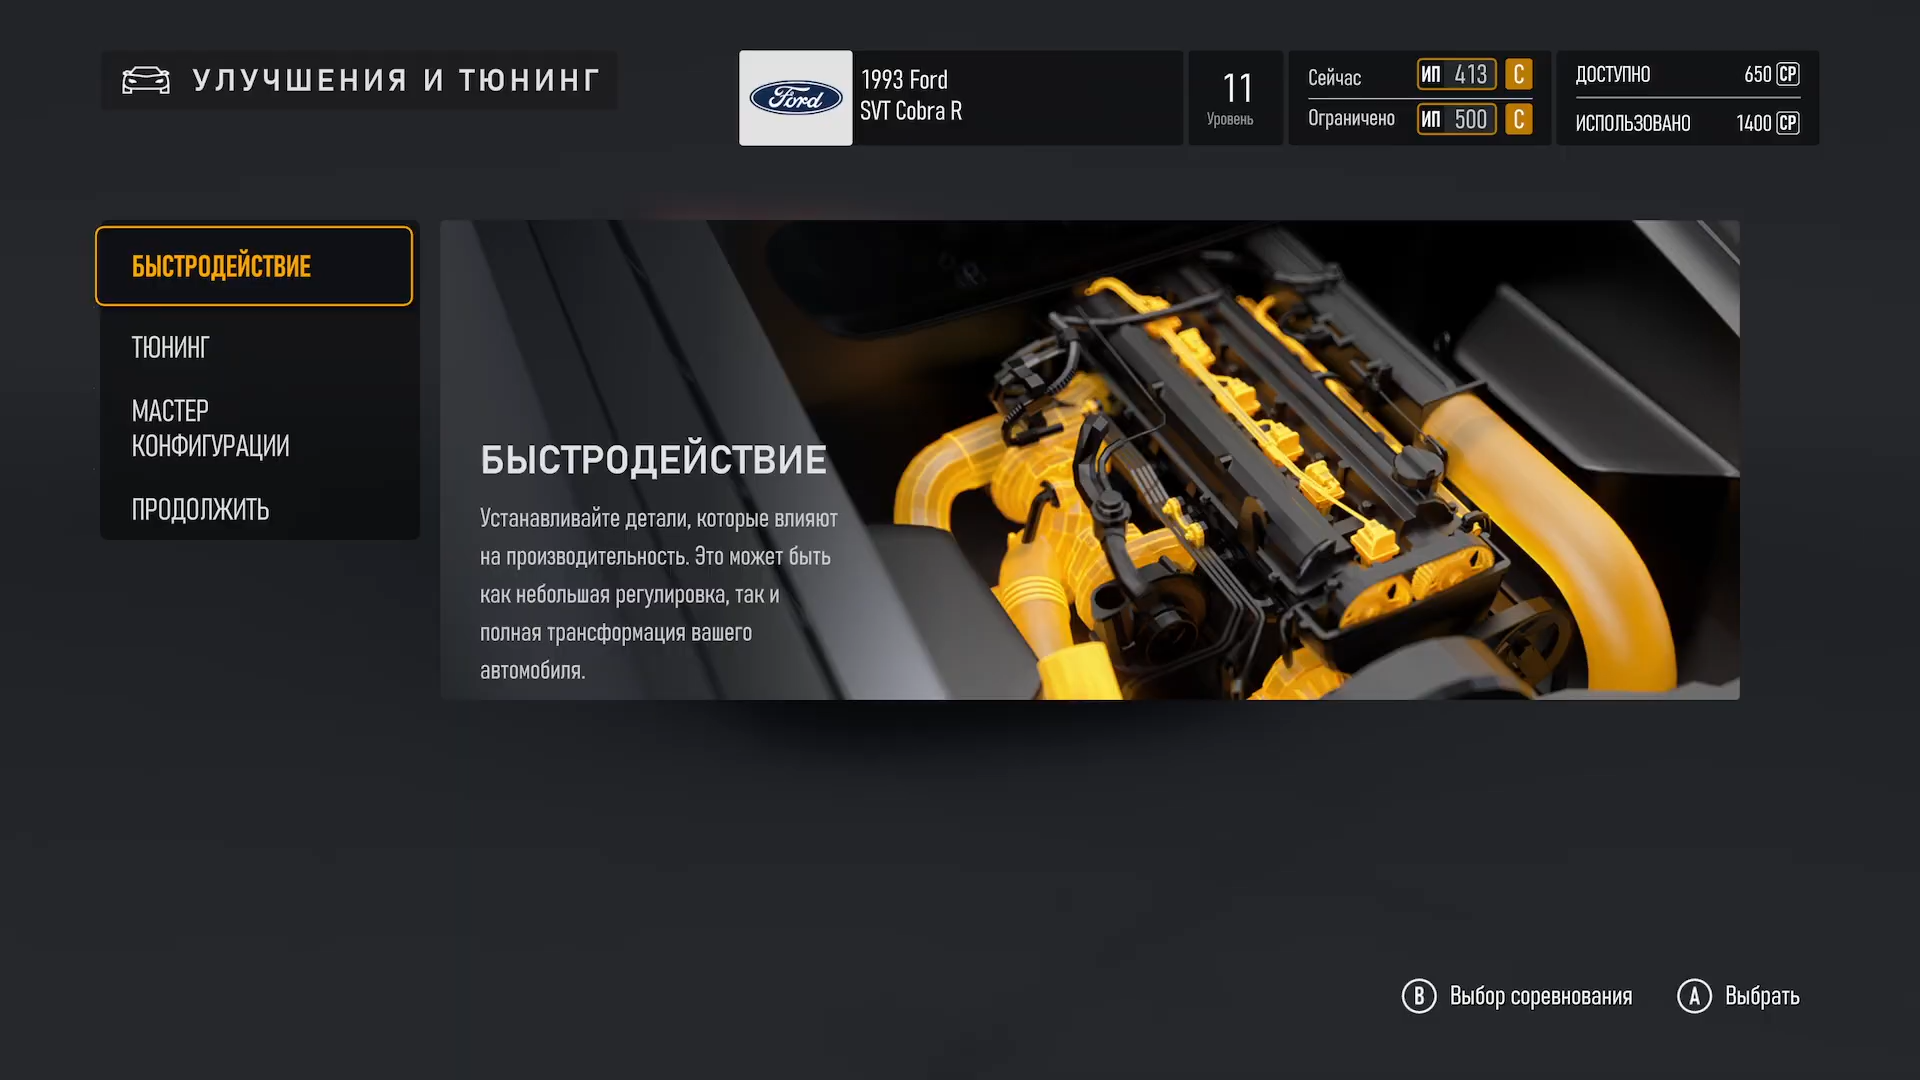 УЛУЧШЕНИЯ И ТЮНИНГ
Ford
1993 Ford
SVT Cobra R
11
Уровень
Сейчас ИП 413 C
Ограничено ИП 500 C
ДОСТУПНО 650 CP
ИСПОЛЬЗОВАНО 1400 CP
БЫСТРОДЕЙСТВИЕ
ТЮНИНГ
МАСТЕР
КОНФИГУРАЦИИ
ПРОДОЛЖИТЬ
БЫСТРОДЕЙСТВИЕ
Устанавливайте детали, которые влияют
на производительность. Это может быть
как небольшая регулировка, так и
полная трансформация вашего
автомобиля.
B Выбор соревнования
A Выбрать